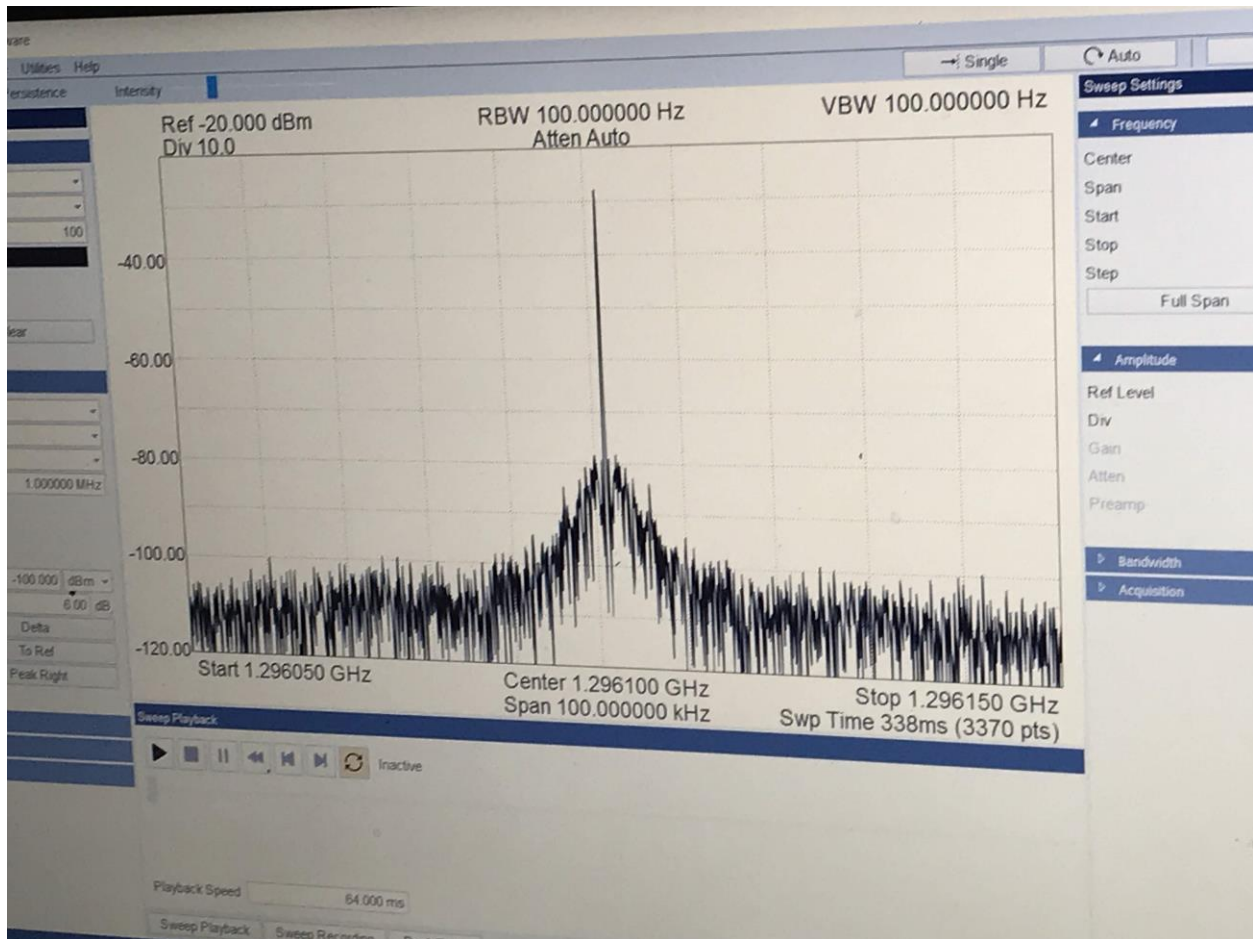 ware
Utilities Help
Single
Auto
ersistence
Intensity
Sweep Settings
Ref -20.000 dBm
RBW 100.000000 Hz
VBW 100.000000 Hz
Div 10.0
Atten Auto
Frequency
Center
Span
Start
Stop
Step
Full Span
Amplitude
Ref Level
Div
Gain
Atten
Preamp
Bandwidth
Acquisition
100
lear
1.000000 MHz
-100.000 dBm
6.00 dB
Delta
To Ref
Peak Right
-40.00
-60.00
-80.00
-100.00
-120.00
Start 1.296050 GHz
Center 1.296100 GHz
Stop 1.296150 GHz
Span 100.000000 kHz
Swp Time 338ms (3370 pts)
Sweep Playback
Inactive
Playback Speed
64.000 ms
Sweep Playback
Sweep Recording